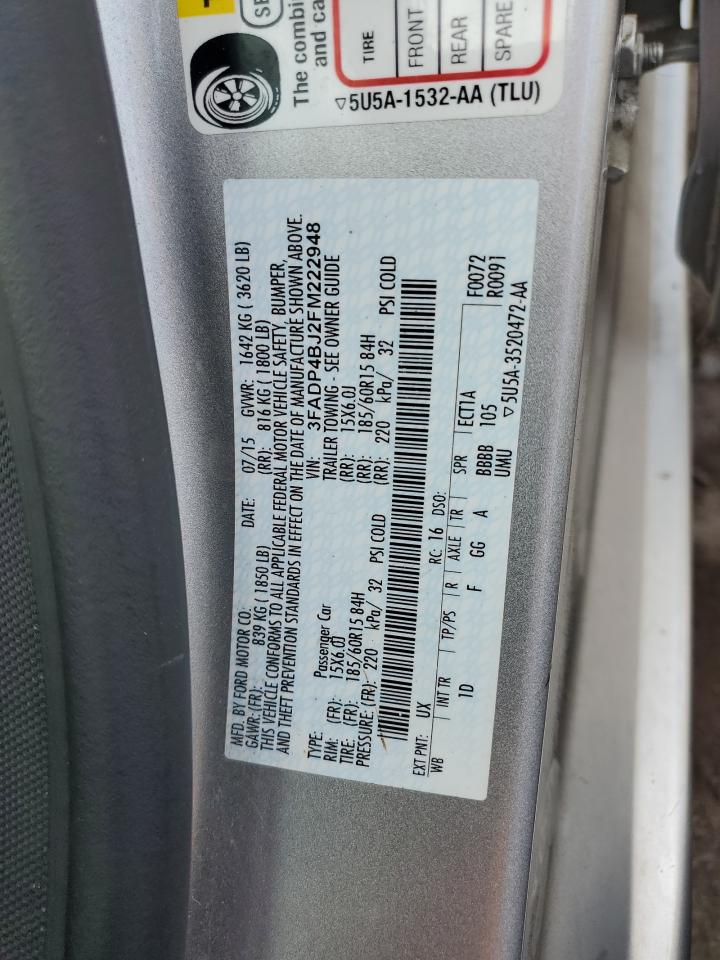 SE
The combi
and ca
TIRE
FRONT
REAR
SPARE
▽5U5A-1532-AA (TLU)
MFD. BY FORD MOTOR CO.
DATE: 07/15 GVWR: 1642 KG ( 3620 LB)
GAWR: (FR): 839 KG ( 1850 LB) (RR): 816 KG ( 1800 LB)
THIS VEHICLE CONFORMS TO ALL APPLICABLE FEDERAL MOTOR VEHICLE SAFETY, BUMPER,
AND THEFT PREVENTION STANDARDS IN EFFECT ON THE DATE OF MANUFACTURE SHOWN ABOVE.
VIN: 3FADP4BJ2FM222948
TYPE: Passenger Car TRAILER TOWING - SEE OWNER GUIDE
RIM: (FR): 15X6.0J (RR): 15X6.0J
TIRE: (FR): 185/60R15 84H (RR): 185/60R15 84H
PRESSURE: (FR): 220 kPa/ 32 PSI COLD (RR): 220 kPa/ 32 PSI COLD
EXT PNT: UX RC: 16 DSO: F0072
WB INT TR TP/PS R AXLE TR SPR ECT1A R0091
1D F GG A BBBB 105
UMU ▽5U5A-3520472-AA